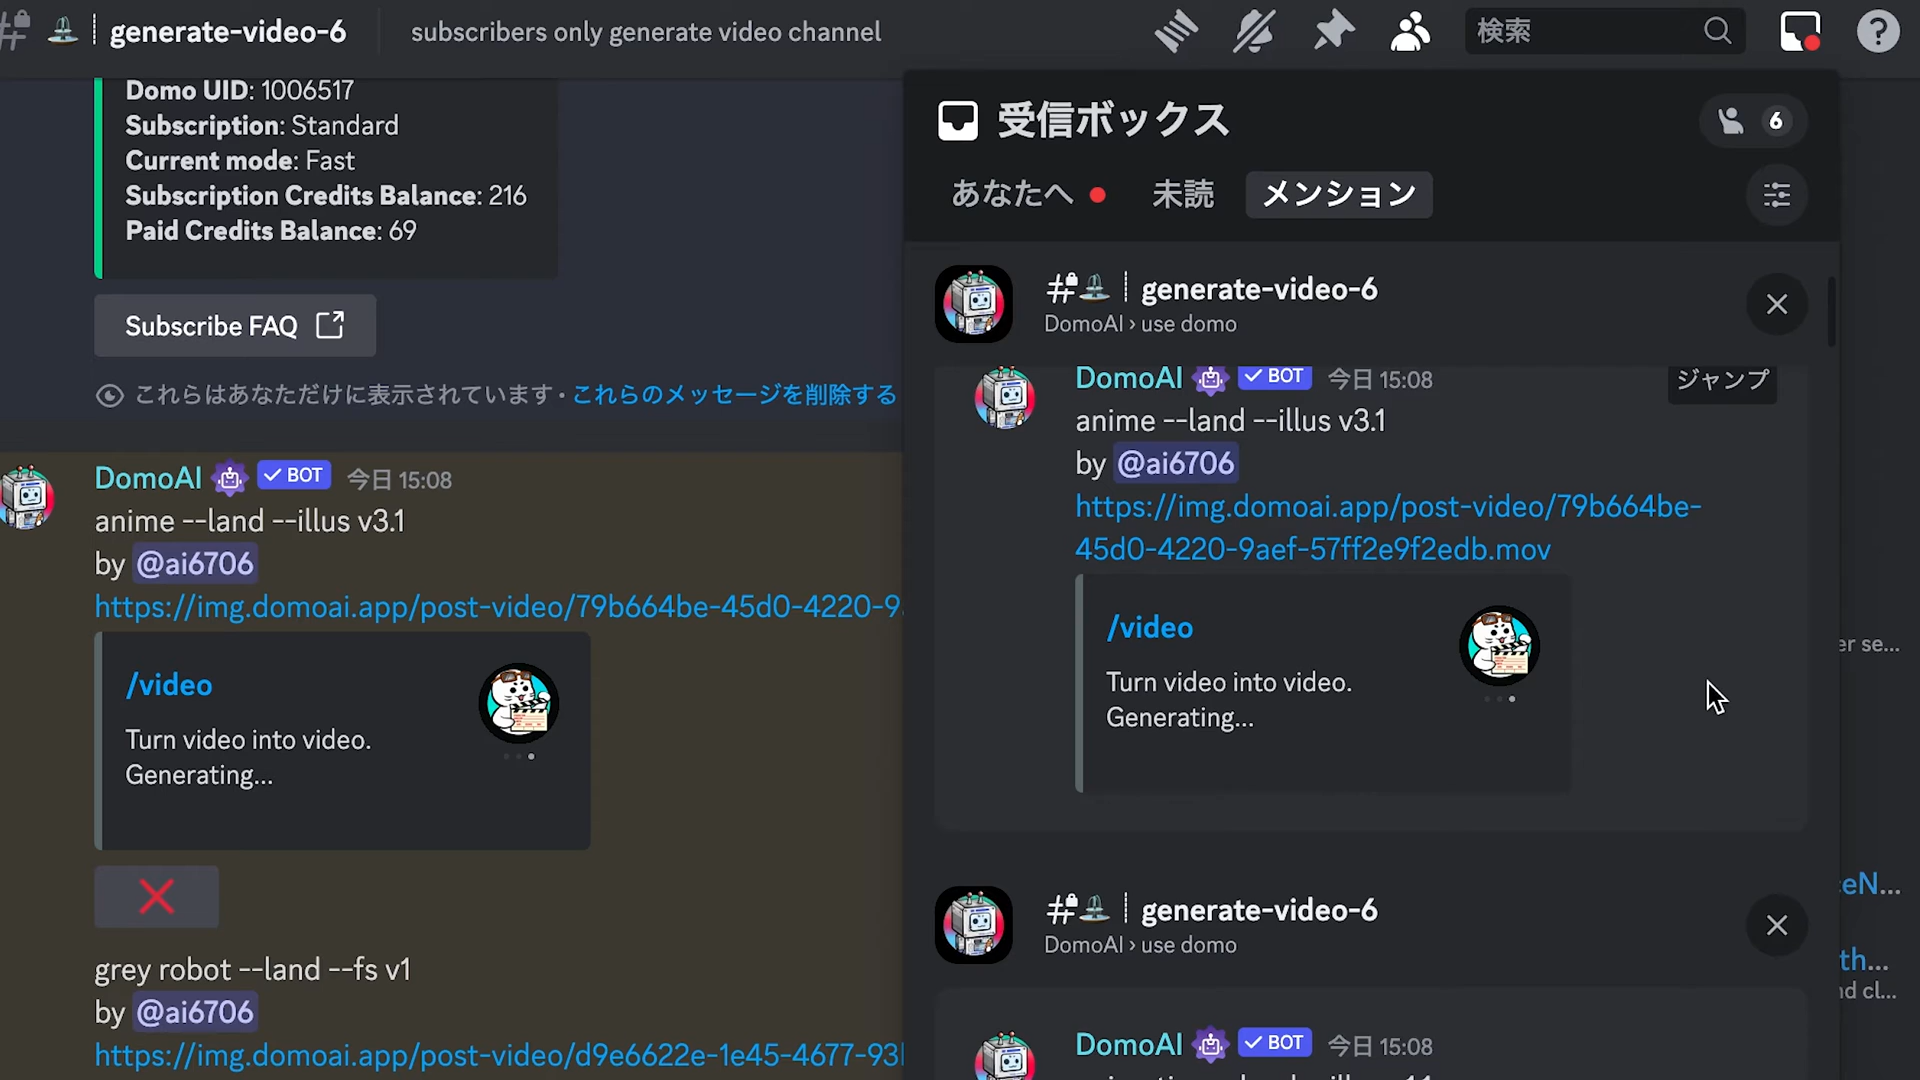 generate-video-6
subscribers only generate video channel
検索
Domo UID: 1006517
Subscription: Standard
Current mode: Fast
Subscription Credits Balance: 216
Paid Credits Balance: 69
Subscribe FAQ
これらはあなただけに表示されています・これらのメッセージを削除する
DomoAI BOT 今日 15:08
anime --land --illus v3.1
by @ai6706
https://img.domoai.app/post-video/79b664be-45d0-4220-9
/video
Turn video into video.
Generating...
grey robot --land --fs v1
by @ai6706
https://img.domoai.app/post-video/d9e6622e-1e45-4677-93
受信ボックス
6
あなたへ
未読
メンション
generate-video-6
DomoAI › use domo
DomoAI BOT 今日 15:08
ジャンプ
anime --land --illus v3.1
by @ai6706
https://img.domoai.app/post-video/79b664be-
45d0-4220-9aef-57ff2e9f2edb.mov
/video
Turn video into video.
Generating...
generate-video-6
DomoAI › use domo
DomoAI BOT 今日 15:08
er se...
eN...
th...
nd cl...